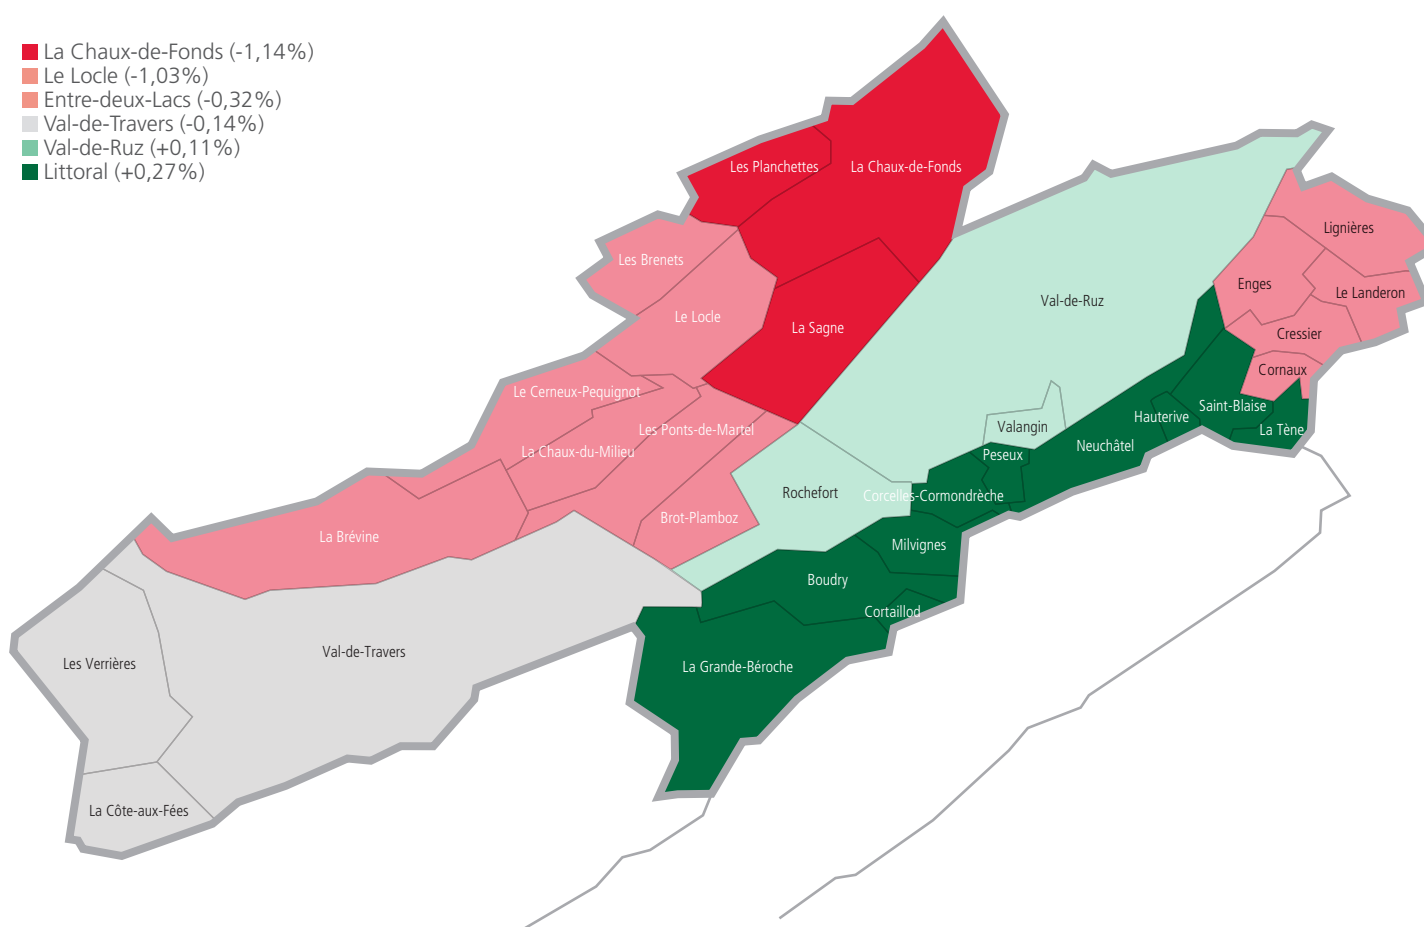 La Chaux-de-Fonds (-1,14%)
Le Locle (-1,03%)
Entre-deux-Lacs (-0,32%)
Val-de-Travers (-0,14%)
Val-de-Ruz (+0,11%)
Littoral (+0,27%)
Les Planchettes
La Chaux-de-Fonds
Lignières
Les Brenets
Enges
Le Landeron
Val-de-Ruz
Le Locle
La Sagne
Cressier
Cornaux
Le Cerneux-Pequignot
Saint-Blaise
Hauterive
Valangin
Les Ponts-de-Martel
La Tène
Neuchâtel
La Chaux-du-Milieu
Peseux
Rochefort
Corcelles-Cormondrèche
Brot-Plamboz
La Brévine
Milvignes
Boudry
Cortaillod
Val-de-Travers
Les Verrières
La Grande-Béroche
La Côte-aux-Fées